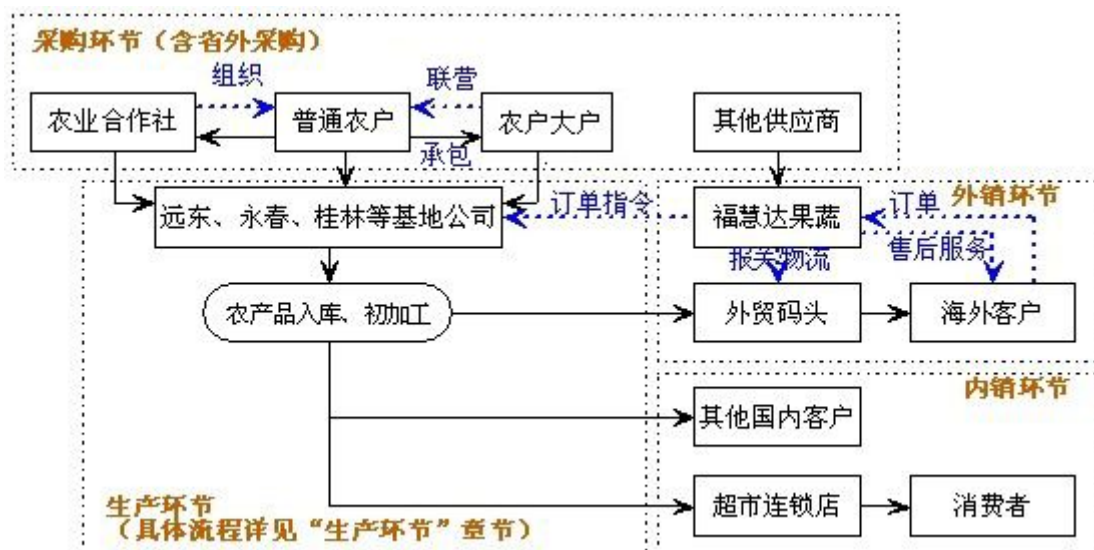 采购环节（含省外采购）
组织
联营
农业合作社
普通农户
农户大户
其他供应商
承包
远东、永春、桂林等基地公司
订单指令
福慧达果蔬
订单
外销环节
售后服务
报关物流
农产品入库、初加工
外贸码头
海外客户
内销环节
其他国内客户
生产环节
（具体流程详见“生产环节”章节）
超市连锁店
消费者